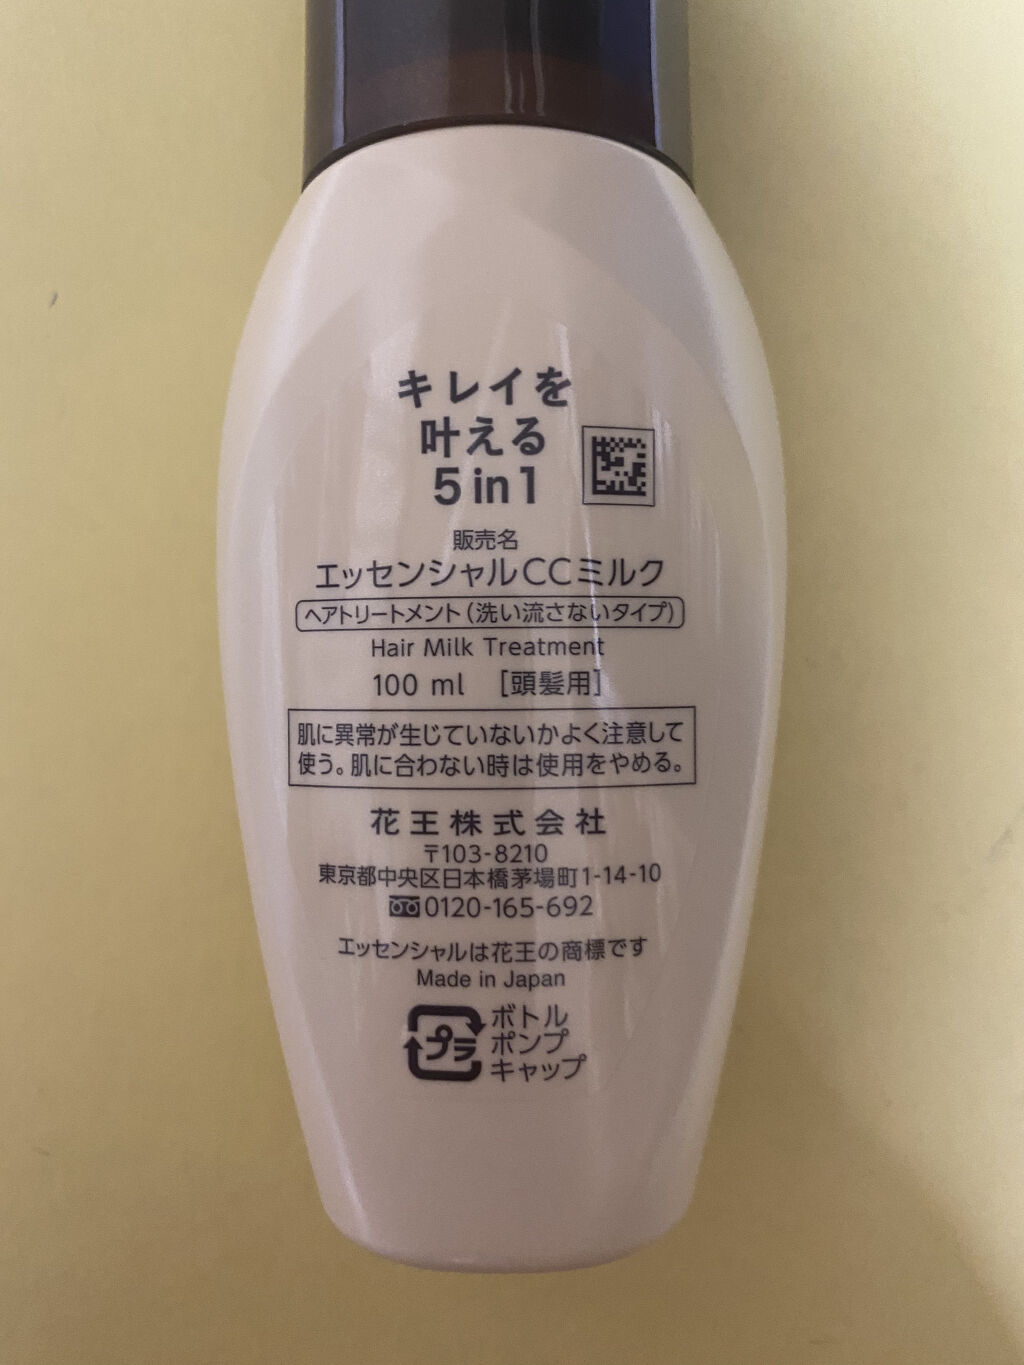 キレイを
叶える
5in1
販売名
エッセンシャルCCミルク
ヘアトリートメント(洗い流さないタイプ)
Hair Milk Treatment
100 ml [頭髪用]
肌に異常が生じていないかよく注意して
使う。肌に合わない時は使用をやめる。
花王株式会社
〒103-8210
東京都中央区日本橋茅場町1-14-10
0120-165-692
エッセンシャルは花王の商標です
Made in Japan
プラ
ボトル
ポンプ
キャップ